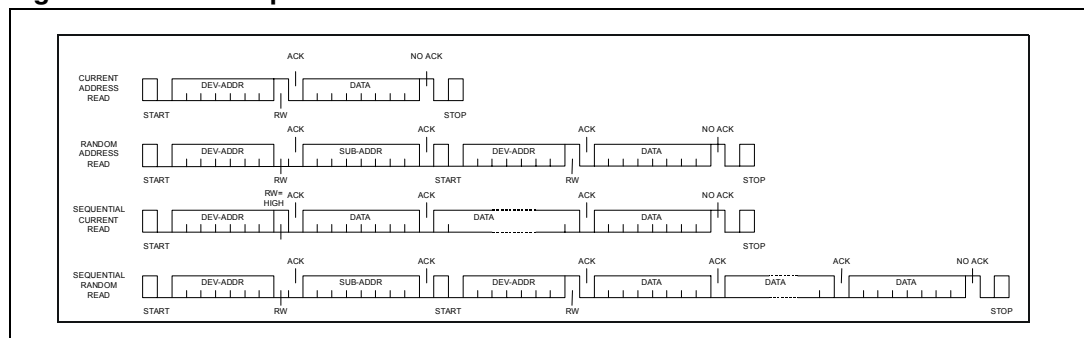 ACK NO ACK
CURRENT
ADDRESS
READ
DEV-ADDR DATA
START RW STOP
ACK ACK ACK NO ACK
RANDOM
ADDRESS
READ
DEV-ADDR SUB-ADDR DEV-ADDR DATA
START RW START RW STOP
RW=
HIGH
ACK ACK ACK NO ACK
SEQUENTIAL
CURRENT
READ
DEV-ADDR DATA DATA DATA
START STOP
ACK ACK ACK ACK ACK NO ACK
SEQUENTIAL
RANDOM
READ
DEV-ADDR SUB-ADDR DEV-ADDR DATA DATA DATA
START RW START RW STOP